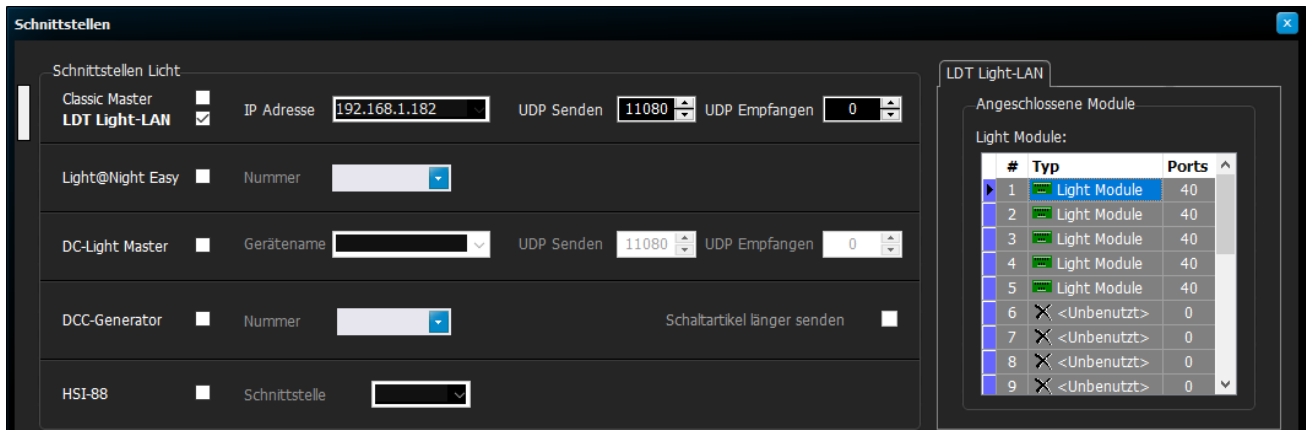 Schnittstellen
Schnittstellen Licht
Classic Master
LDT Light-LAN IP Adresse 192.168.1.182 UDP Senden 11080 UDP Empfangen 0
Light@Night Easy Nummer
DC-Light Master Gerätename UDP Senden 11080 UDP Empfangen 0
DCC-Generator Nummer Schaltartikel länger senden
HSI-88 Schnittstelle
LDT Light-LAN
Angeschlossene Module
Light Module:
# Typ Ports
1 Light Module 40
2 Light Module 40
3 Light Module 40
4 Light Module 40
5 Light Module 40
6 <Unbenutzt> 0
7 <Unbenutzt> 0
8 <Unbenutzt> 0
9 <Unbenutzt> 0